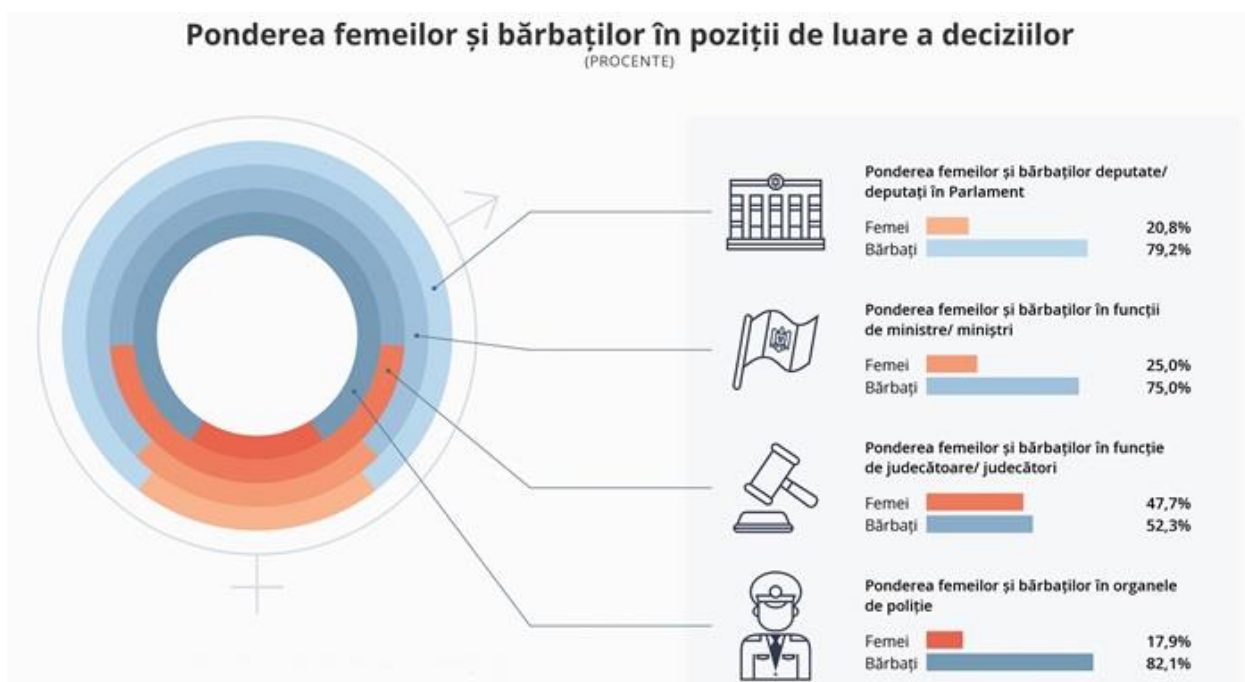 Ponderea femeilor și bărbaților în poziții de luare a deciziilor
(PROCENTE)
Ponderea femeilor și bărbaților deputate/
deputați în Parlament
Femei 20,8%
Bărbați 79,2%
Ponderea femeilor și bărbaților în funcții
de ministre/ miniștri
Femei 25,0%
Bărbați 75,0%
Ponderea femeilor și bărbaților în funcție
de judecătoare/ judecători
Femei 47,7%
Bărbați 52,3%
Ponderea femeilor și bărbaților în organele
de poliție
Femei 17,9%
Bărbați 82,1%